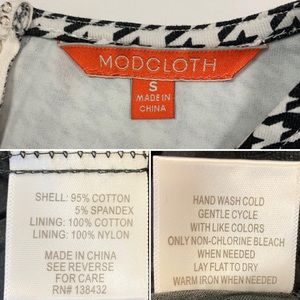 MODCLOTH
S
MADE IN
CHINA
SHELL: 95% COTTON
5% SPANDEX
LINING: 100% COTTON
LINING: 100% NYLON
MADE IN CHINA
SEE REVERSE
FOR CARE
RN# 138432
HAND WASH COLD
GENTLE CYCLE
WITH LIKE COLORS
ONLY NON-CHLORINE BLEACH
WHEN NEEDED
LAY FLAT TO DRY
WARM IRON WHEN NEEDED